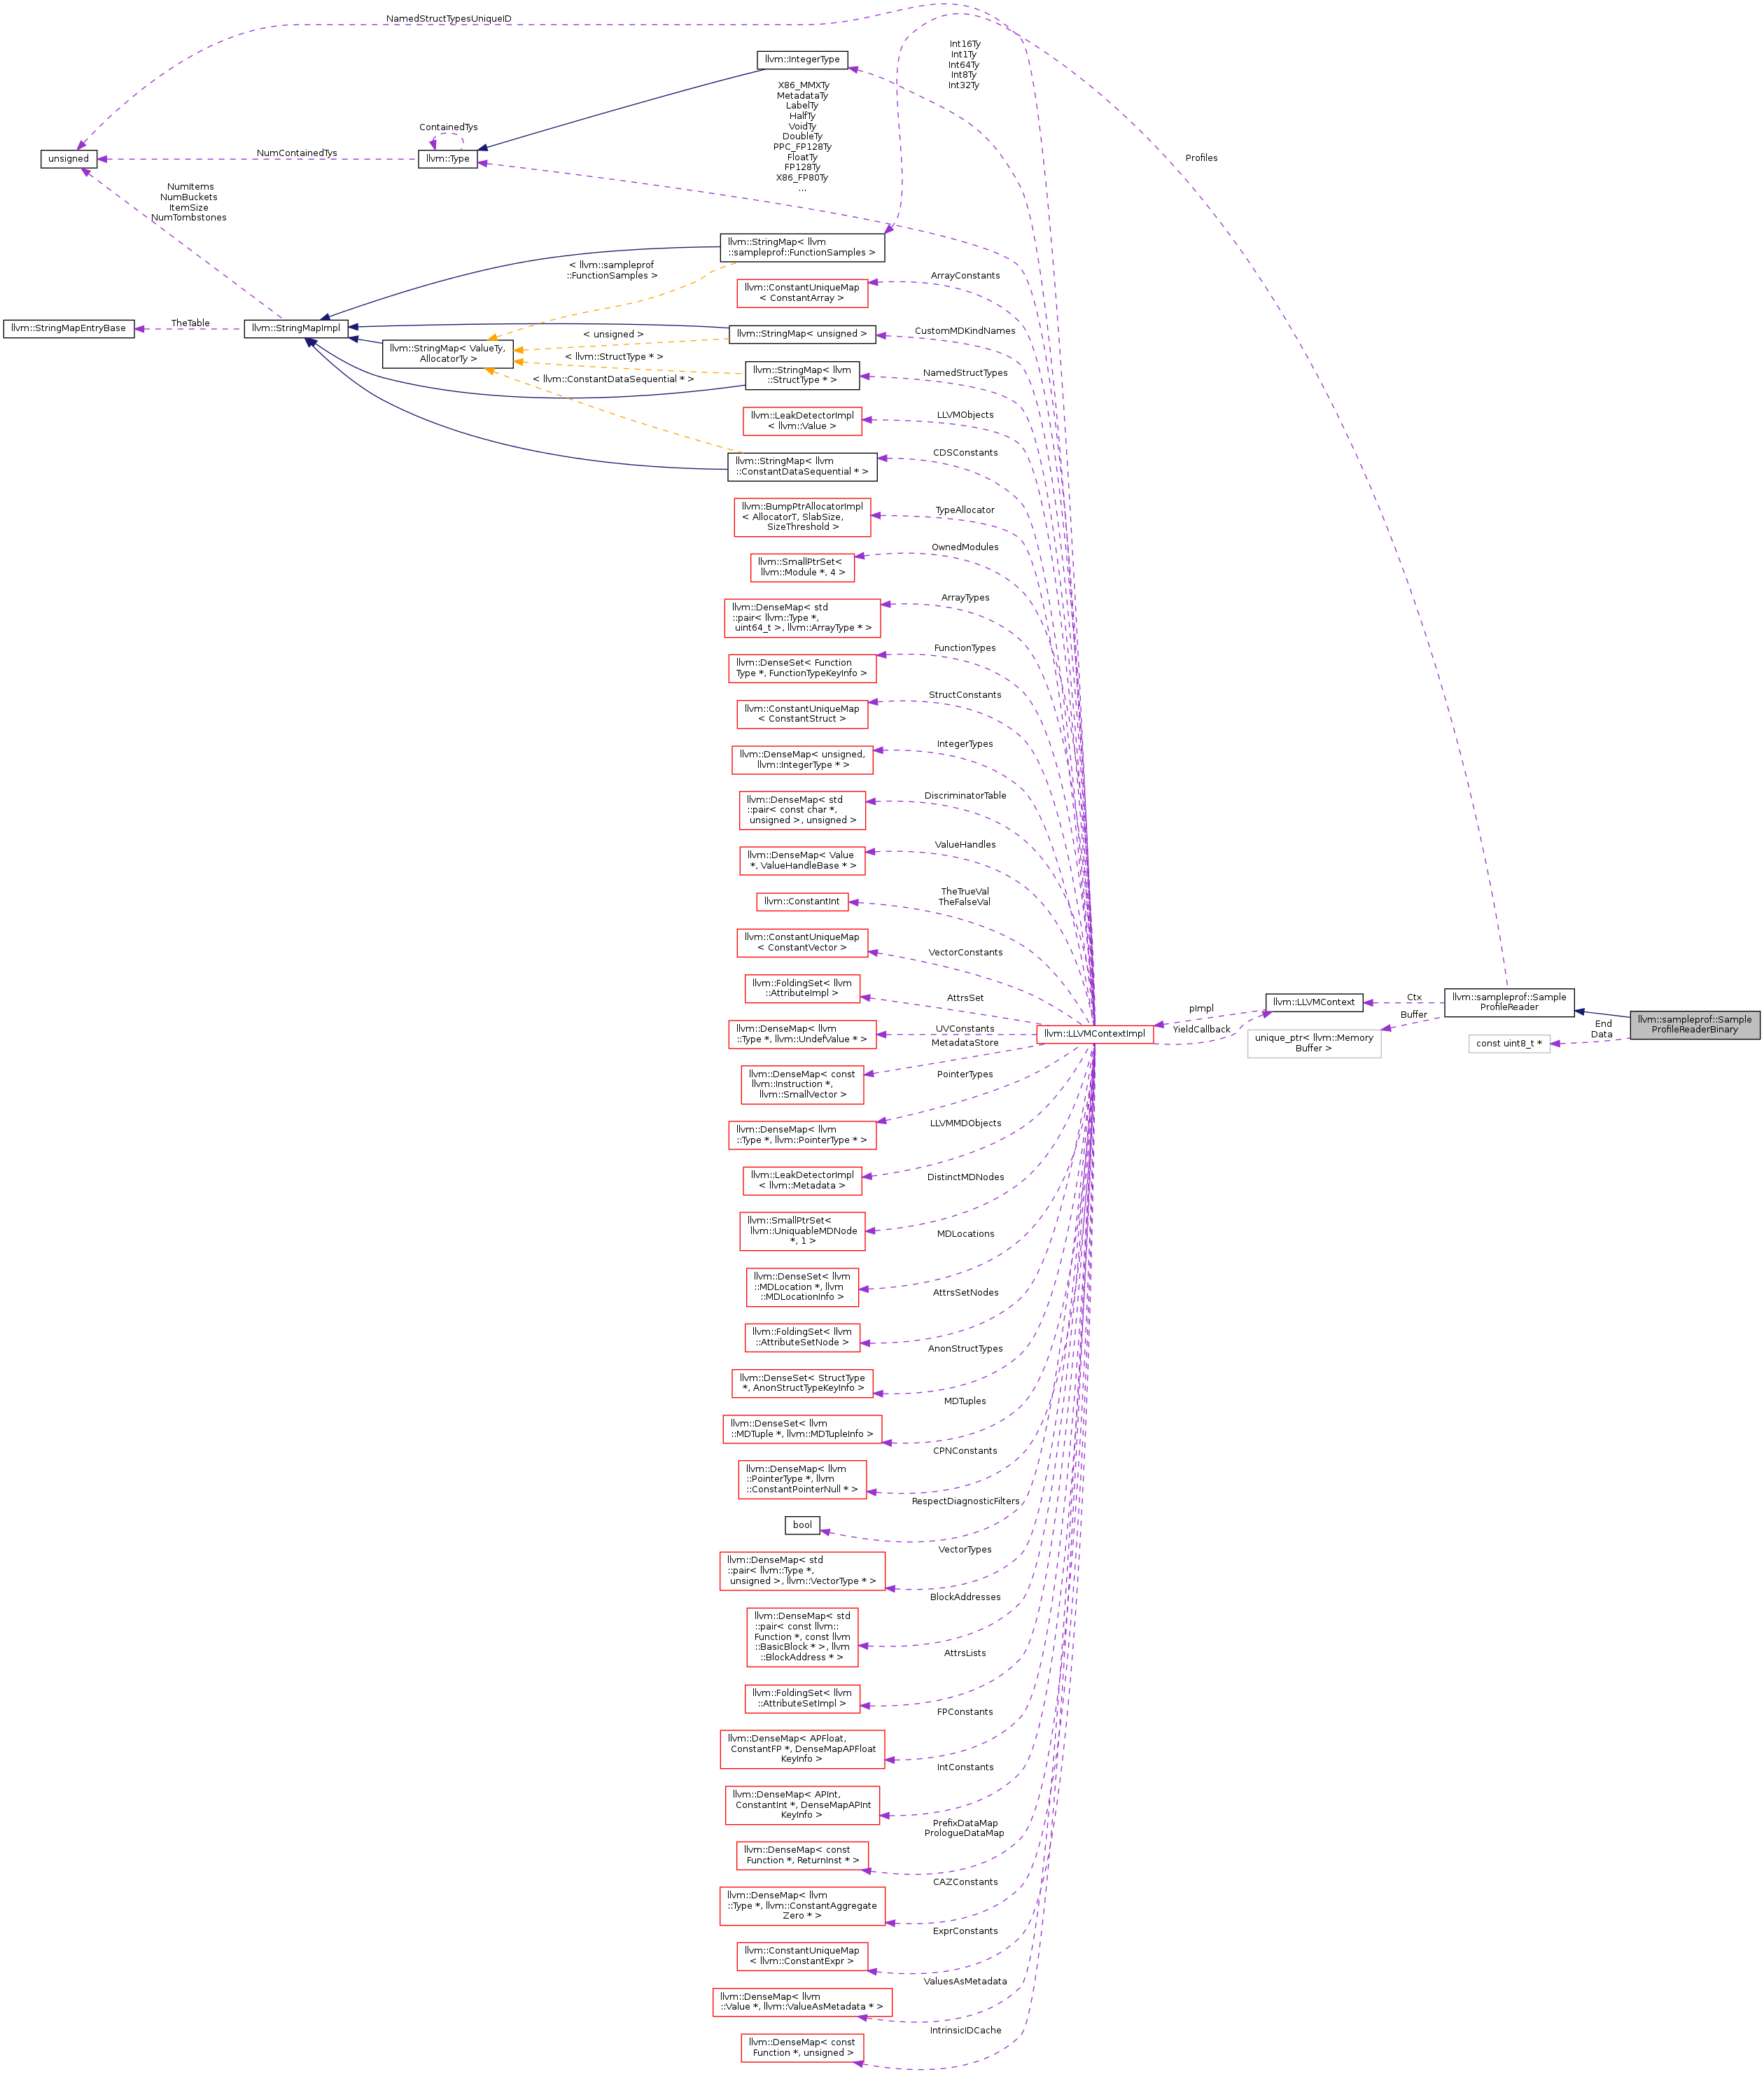 NamedStructTypesUniqueID
Int16Ty
Int1Ty
Int64Ty
Int8Ty
Int32Ty
llvm::IntegerType
X86_MMXTy
MetadataTy
LabelTy
HalfTy
VoidTy
DoubleTy
PPC_FP128Ty
FloatTy
FP128Ty
X86_FP80Ty
...
ContainedTys
unsigned
NumContainedTys
llvm::Type
Profiles
NumItems
NumBuckets
ItemSize
NumTombstones
llvm::StringMap< llvm
::sampleprof::FunctionSamples >
< llvm::sampleprof
::FunctionSamples >
ArrayConstants
llvm::ConstantUniqueMap
< ConstantArray >
llvm::StringMapEntryBase
TheTable
llvm::StringMapImpl
< unsigned >
llvm::StringMap< unsigned >
CustomMDKindNames
llvm::StringMap< ValueTy,
AllocatorTy >
< llvm::StructType * >
llvm::StringMap< llvm
::StructType * >
NamedStructTypes
< llvm::ConstantDataSequential * >
llvm::LeakDetectorImpl
< llvm::Value >
LLVMObjects
llvm::StringMap< llvm
::ConstantDataSequential * >
CDSConstants
llvm::BumpPtrAllocatorImpl
< AllocatorT, SlabSize,
SizeThreshold >
TypeAllocator
OwnedModules
llvm::SmallPtrSet<
llvm::Module *, 4 >
ArrayTypes
llvm::DenseMap< std
::pair< llvm::Type *,
uint64_t >, llvm::ArrayType * >
FunctionTypes
llvm::DenseSet< Function
Type *, FunctionTypeKeyInfo >
StructConstants
llvm::ConstantUniqueMap
< ConstantStruct >
IntegerTypes
llvm::DenseMap< unsigned,
llvm::IntegerType * >
DiscriminatorTable
llvm::DenseMap< std
::pair< const char *,
unsigned >, unsigned >
ValueHandles
llvm::DenseMap< Value
*, ValueHandleBase * >
TheTrueVal
TheFalseVal
llvm::ConstantInt
llvm::ConstantUniqueMap
< ConstantVector >
VectorConstants
llvm::FoldingSet< llvm
::AttributeImpl >
AttrsSet
llvm::DenseMap< llvm
::Type *, llvm::UndefValue * >
UVConstants
MetadataStore
llvm::LLVMContextImpl
pImpl
YieldCallback
llvm::LLVMContext
Ctx
Buffer
unique_ptr< llvm::Memory
Buffer >
llvm::sampleprof::Sample
ProfileReader
End
Data
const uint8_t *
llvm::sampleprof::Sample
ProfileReaderBinary
llvm::DenseMap< const
llvm::Instruction *,
llvm::SmallVector >
PointerTypes
llvm::DenseMap< llvm
::Type *, llvm::PointerType * >
LLVMMDObjects
llvm::LeakDetectorImpl
< llvm::Metadata >
DistinctMDNodes
llvm::SmallPtrSet<
llvm::UniquableMDNode
*, 1 >
MDLocations
llvm::DenseSet< llvm
::MDLocation *, llvm
::MDLocationInfo >
AttrsSetNodes
llvm::FoldingSet< llvm
::AttributeSetNode >
AnonStructTypes
llvm::DenseSet< StructType
*, AnonStructTypeKeyInfo >
MDTuples
llvm::DenseSet< llvm
::MDTuple *, llvm::MDTupleInfo >
CPNConstants
llvm::DenseMap< llvm
::PointerType *, llvm
::ConstantPointerNull * >
RespectDiagnosticFilters
bool
VectorTypes
llvm::DenseMap< std
::pair< llvm::Type *,
unsigned >, llvm::VectorType * >
BlockAddresses
llvm::DenseMap< std
::pair< const llvm::
Function *, const llvm
::BasicBlock * >, llvm
::BlockAddress * >
AttrsLists
llvm::FoldingSet< llvm
::AttributeSetImpl >
FPConstants
llvm::DenseMap< APFloat,
ConstantFP *, DenseMapAPFloat
KeyInfo >
IntConstants
llvm::DenseMap< APInt,
ConstantInt *, DenseMapAPInt
KeyInfo >
PrefixDataMap
PrologueDataMap
llvm::DenseMap< const
Function *, ReturnInst * >
CAZConstants
llvm::DenseMap< llvm
::Type *, llvm::ConstantAggregate
Zero * >
ExprConstants
llvm::ConstantUniqueMap
< llvm::ConstantExpr >
ValuesAsMetadata
llvm::DenseMap< llvm
::Value *, llvm::ValueAsMetadata * >
IntrinsicIDCache
llvm::DenseMap< const
Function *, unsigned >